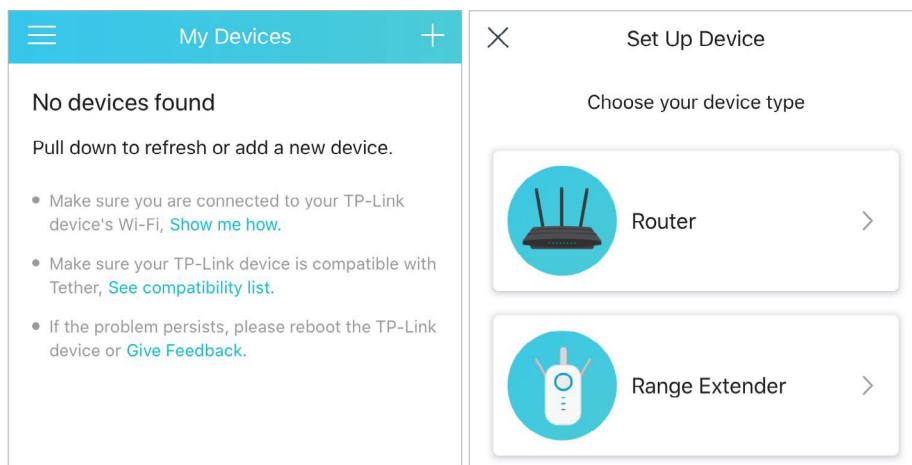 My Devices
No devices found
Pull down to refresh or add a new device.
Make sure you are connected to your TP-Link
device's Wi-Fi, Show me how.
Make sure your TP-Link device is compatible with
Tether, See compatibility list.
If the problem persists, please reboot the TP-Link
device or Give Feedback.
Set Up Device
Choose your device type
Router
Range Extender